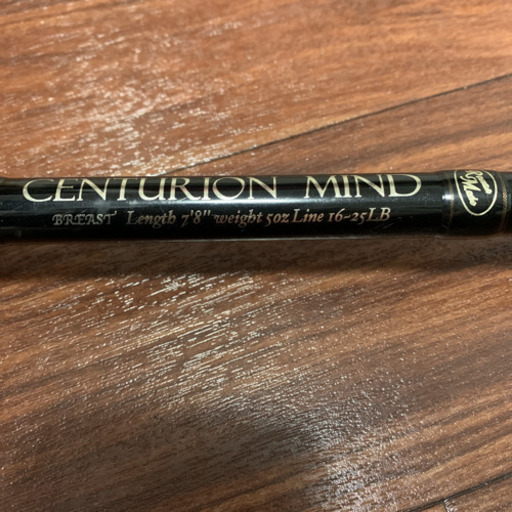 CENTURION MIND
BREAST Length 7'8" weight 5oz Line 16-25LB